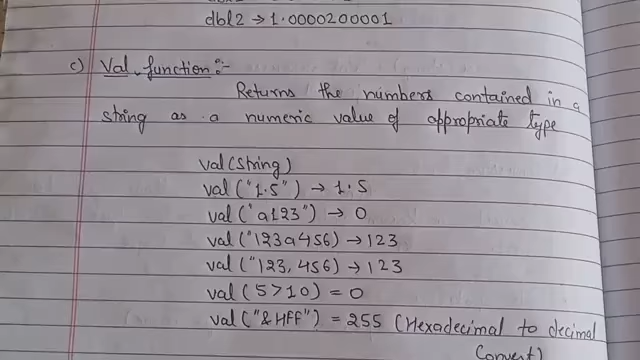 dbl2 → 1.0000200001
c) Val function :-
Returns the numbers contained in a
string as a numeric value of appropriate type
val(string)
val("1.5") → 1.5
val("a123") → 0
val("123a456) → 123
val("123, 456) → 123
val (5>10) = 0
val("&HFF") = 255 (Hexadecimal to decimal
Convert)